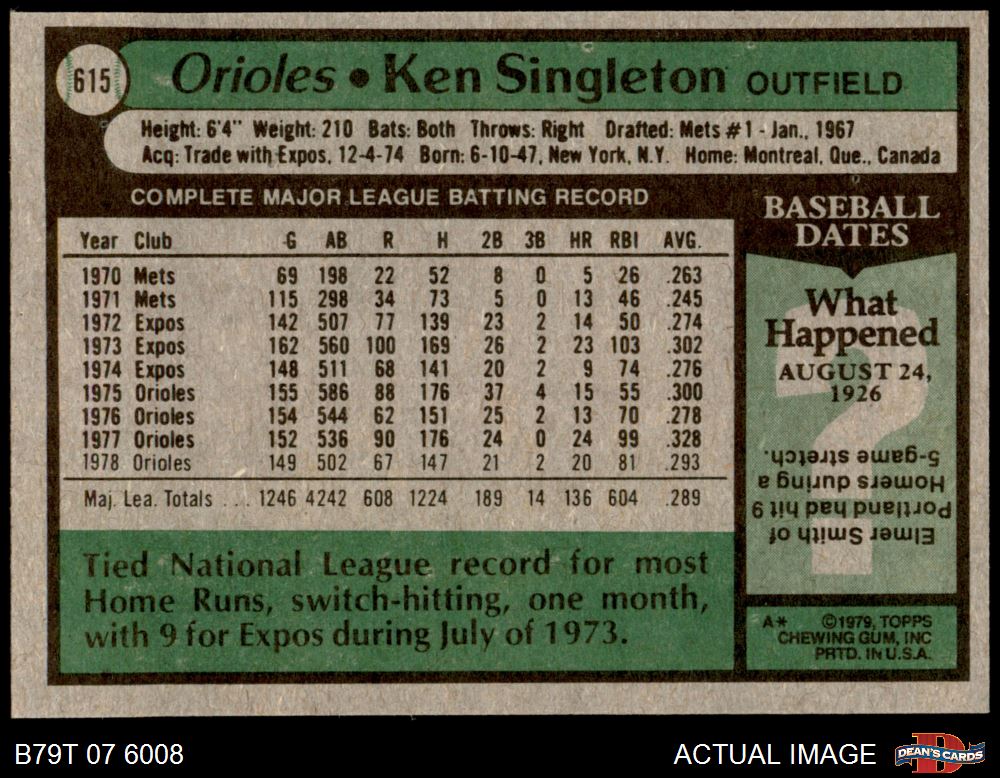 615
Orioles • Ken Singleton OUTFIELD
Height: 6'4" Weight: 210 Bats: Both Throws: Right Drafted: Mets #1 - Jan., 1967
Acq: Trade with Expos, 12-4-74 Born: 6-10-47, New York, N.Y. Home: Montreal, Que., Canada
COMPLETE MAJOR LEAGUE BATTING RECORD
Year Club G AB R H 2B 3B HR RBI AVG.
1970 Mets 69 198 22 52 8 0 5 26 .263
1971 Mets 115 298 34 73 5 0 13 46 .245
1972 Expos 142 507 77 139 23 2 14 50 .274
1973 Expos 162 560 100 169 26 2 23 103 .302
1974 Expos 148 511 68 141 20 2 9 74 .276
1975 Orioles 155 586 88 176 37 4 15 55 .300
1976 Orioles 154 544 62 151 25 2 13 70 .278
1977 Orioles 152 536 90 176 24 0 24 99 .328
1978 Orioles 149 502 67 147 21 2 20 81 .293
Maj. Lea. Totals . . . 1246 4242 608 1224 189 14 136 604 .289
Tied National League record for most
Home Runs, switch-hitting, one month,
with 9 for Expos during July of 1973.
BASEBALL
DATES
What
Happened
AUGUST 24,
1926
?
Elmer Smith of
Portland had hit 9
Homers during a
5-game stretch.
A* ©1979, TOPPS
CHEWING GUM, INC
PRTD. IN U.S.A.
B79T 07 6008
ACTUAL IMAGE
D
DEAN'S CARDS